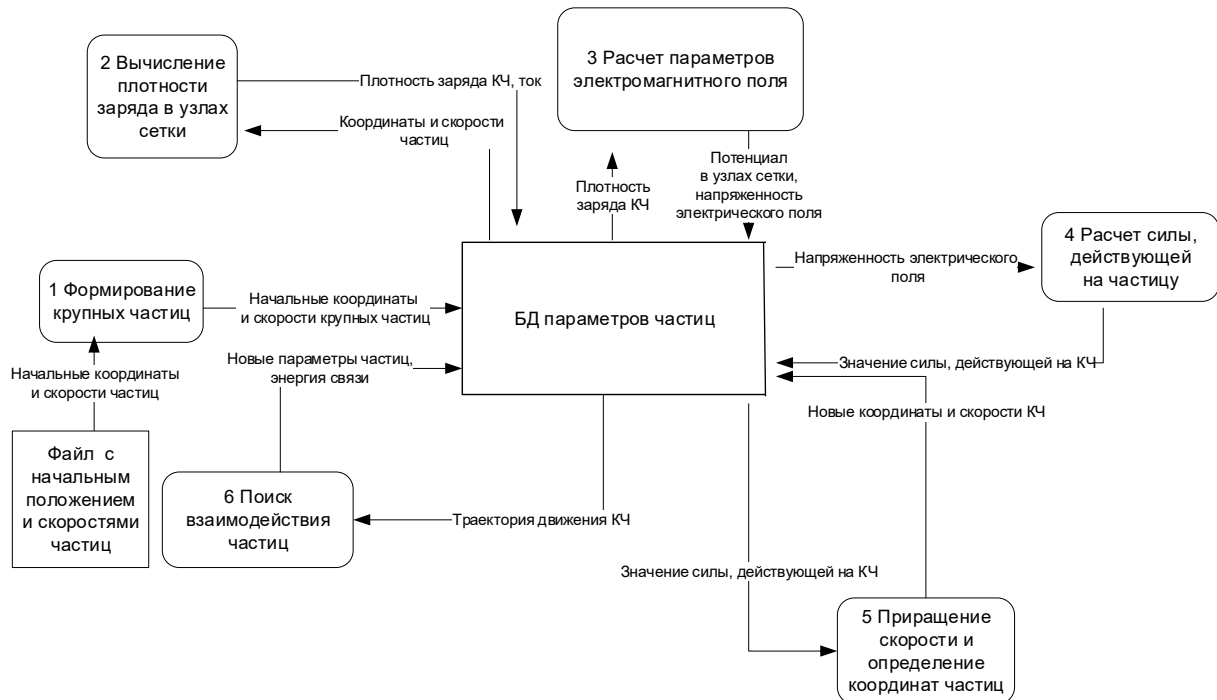 2 Вычисление
плотности
заряда в узлах
сетки
Плотность заряда КЧ, ток
Координаты и скорости
частиц
3 Расчет параметров
электромагнитного поля
Плотность
заряда КЧ
Потенциал
в узлах сетки,
напряженность
электрического поля
4 Расчет силы,
действующей
на частицу
Напряженность электрического
поля
1 Формирование
крупных частиц
Начальные координаты
и скорости крупных частиц
БД параметров частиц
Новые параметры частиц,
энергия связи
Значение силы, действующей на КЧ
Новые координаты и скорости КЧ
Начальные координаты
и скорости частиц
Файл с
начальным
положением
и скоростями
частиц
6 Поиск
взаимодействия
частиц
Траектория движения КЧ
Значение силы, действующей на КЧ
5 Приращение
скорости и
определение
координат частиц